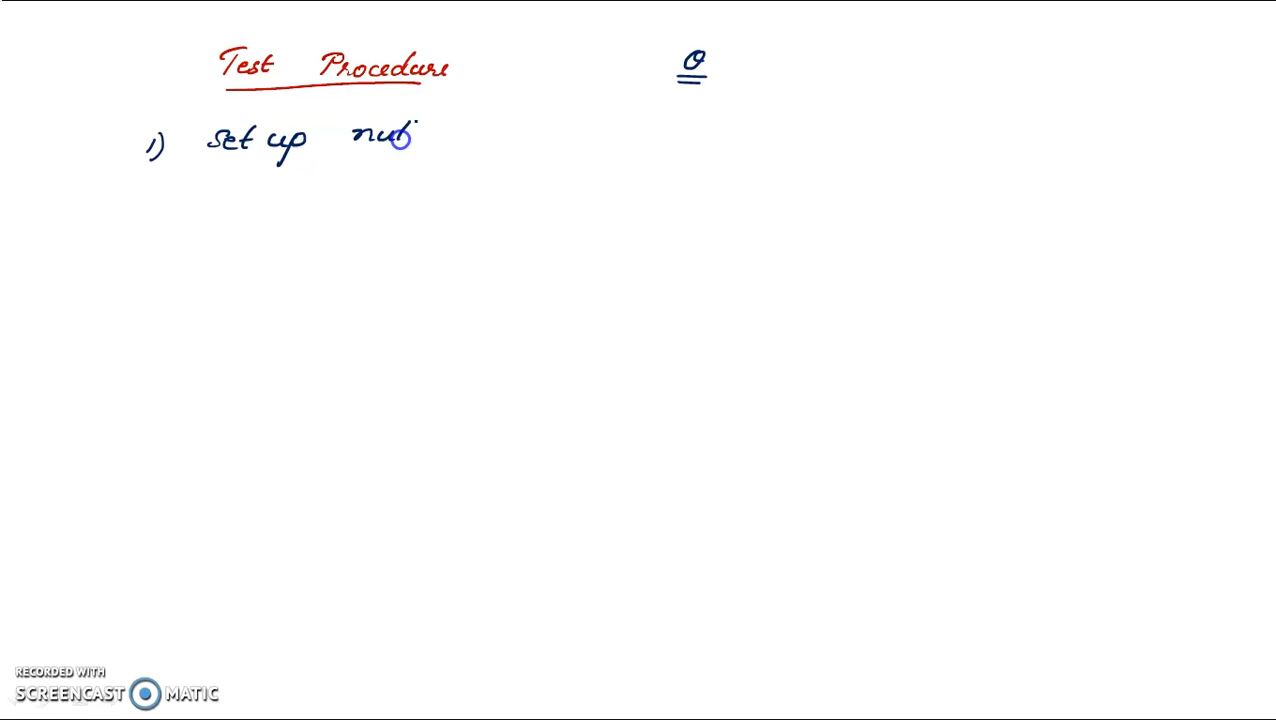 Test Procedure θ
1) set up
RECORDED WITH
SCREENCAST MATIC